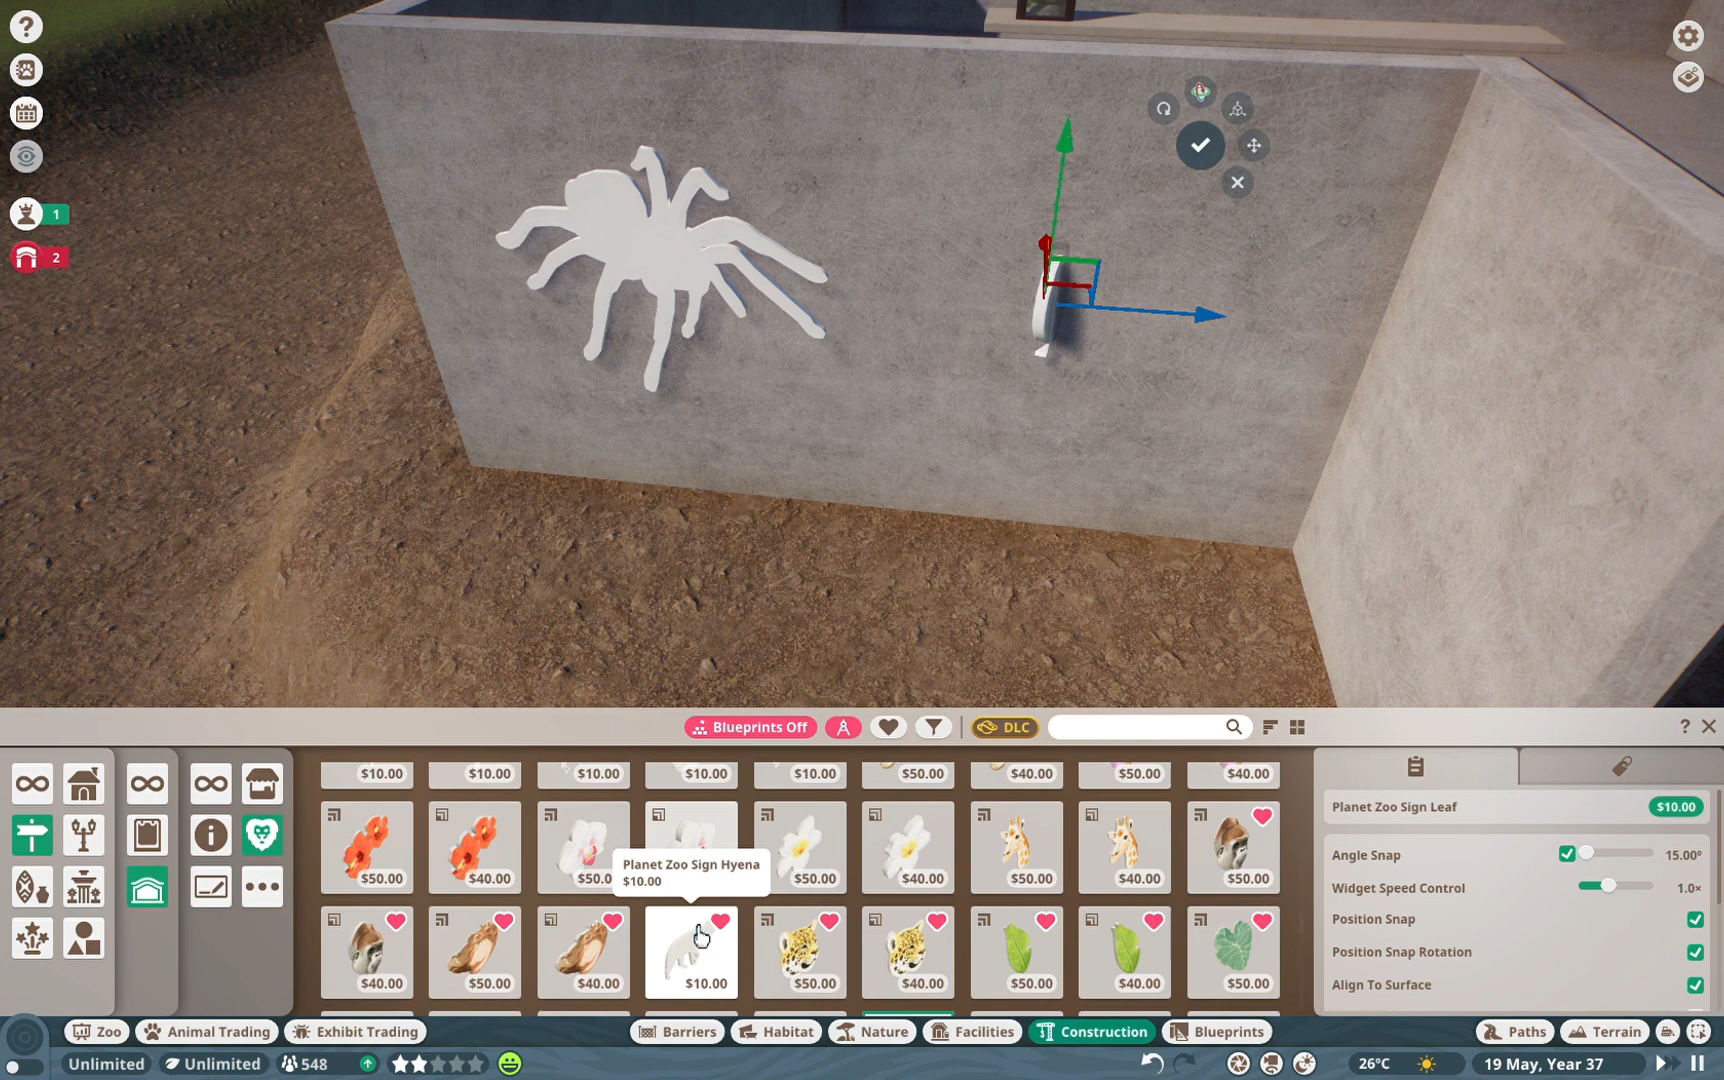 ?
1
2
Blueprints Off
DLC
?
$10.00 $10.00 $10.00 $10.00 $10.00 $50.00 $40.00 $50.00 $40.00
$50.00 $40.00 $50.0 $50.00 $40.00 $50.00 $40.00 $50.00
Planet Zoo Sign Hyena
$10.00
$40.00 $50.00 $40.00 $10.00 $50.00 $40.00 $50.00 $40.00 $50.00
Planet Zoo Sign Leaf $10.00
Angle Snap 15.00°
Widget Speed Control 1.0×
Position Snap
Position Snap Rotation
Align To Surface
Zoo Animal Trading Exhibit Trading Barriers Habitat Nature Facilities Construction Blueprints Paths Terrain
Unlimited Unlimited 548 26°C 19 May, Year 37